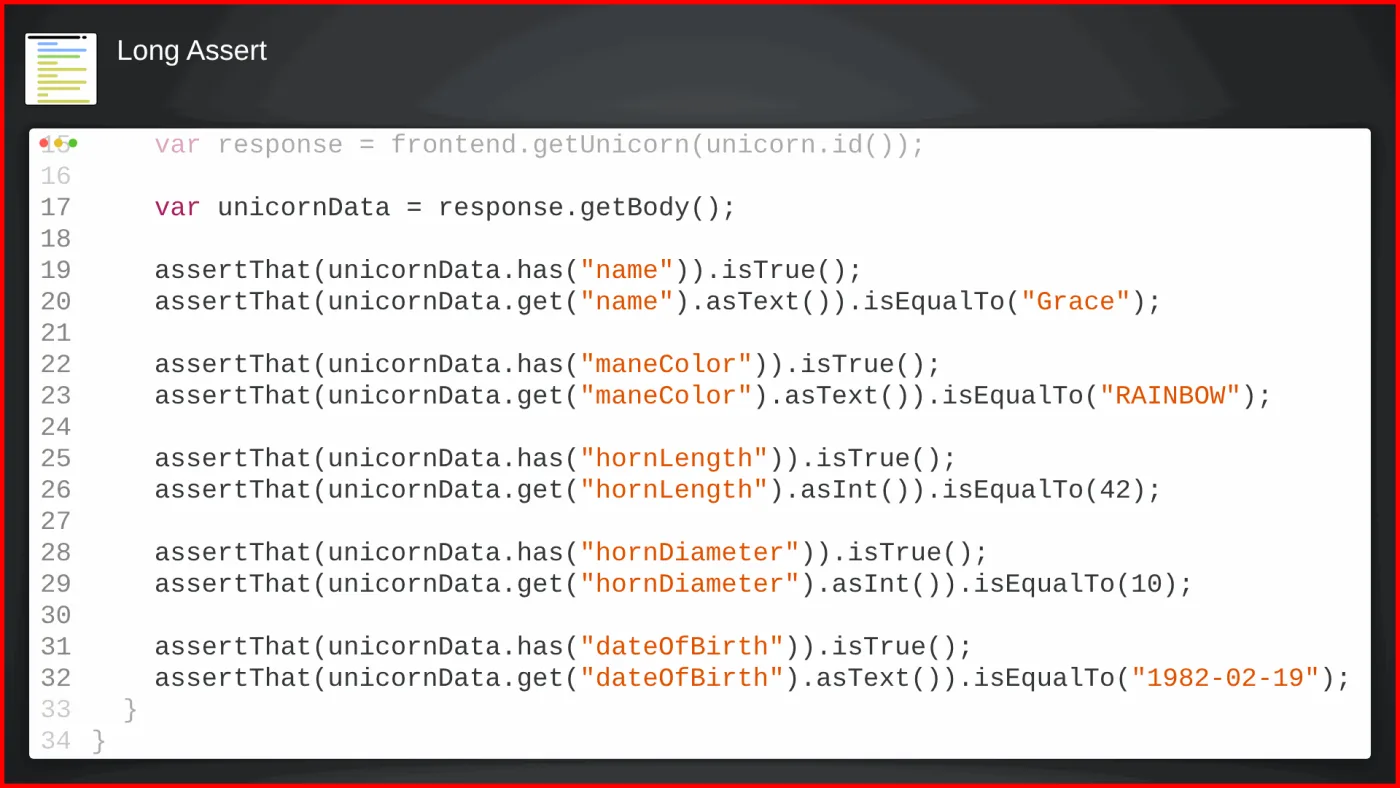 Long Assert
15 var response = frontend.getUnicorn(unicorn.id());
16
17 var unicornData = response.getBody();
18
19 assertThat(unicornData.has("name")).isTrue();
20 assertThat(unicornData.get("name").asText()).isEqualTo("Grace");
21
22 assertThat(unicornData.has("maneColor")).isTrue();
23 assertThat(unicornData.get("maneColor").asText()).isEqualTo("RAINBOW");
24
25 assertThat(unicornData.has("hornLength")).isTrue();
26 assertThat(unicornData.get("hornLength").asInt()).isEqualTo(42);
27
28 assertThat(unicornData.has("hornDiameter")).isTrue();
29 assertThat(unicornData.get("hornDiameter").asInt()).isEqualTo(10);
30
31 assertThat(unicornData.has("dateOfBirth")).isTrue();
32 assertThat(unicornData.get("dateOfBirth").asText()).isEqualTo("1982-02-19");
33 }
34 }